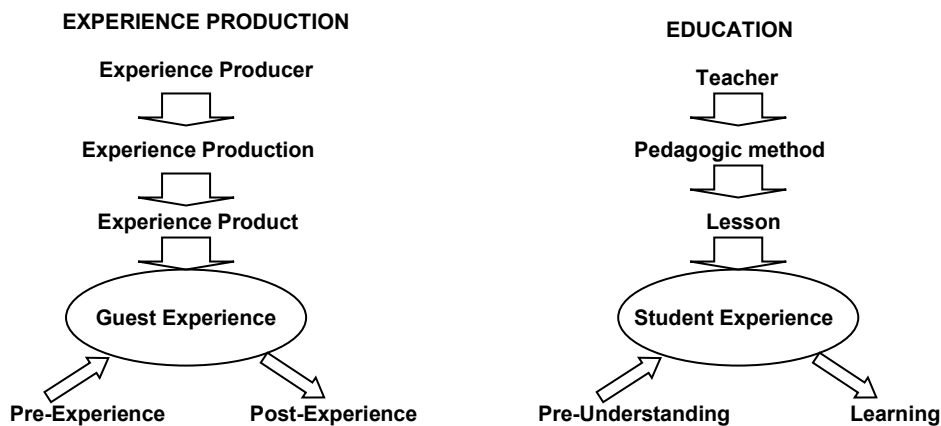 EXPERIENCE PRODUCTION
Experience Producer
Experience Production
Experience Product
Guest Experience
Pre-Experience
Post-Experience
EDUCATION
Teacher
Pedagogic method
Lesson
Student Experience
Pre-Understanding
Learning